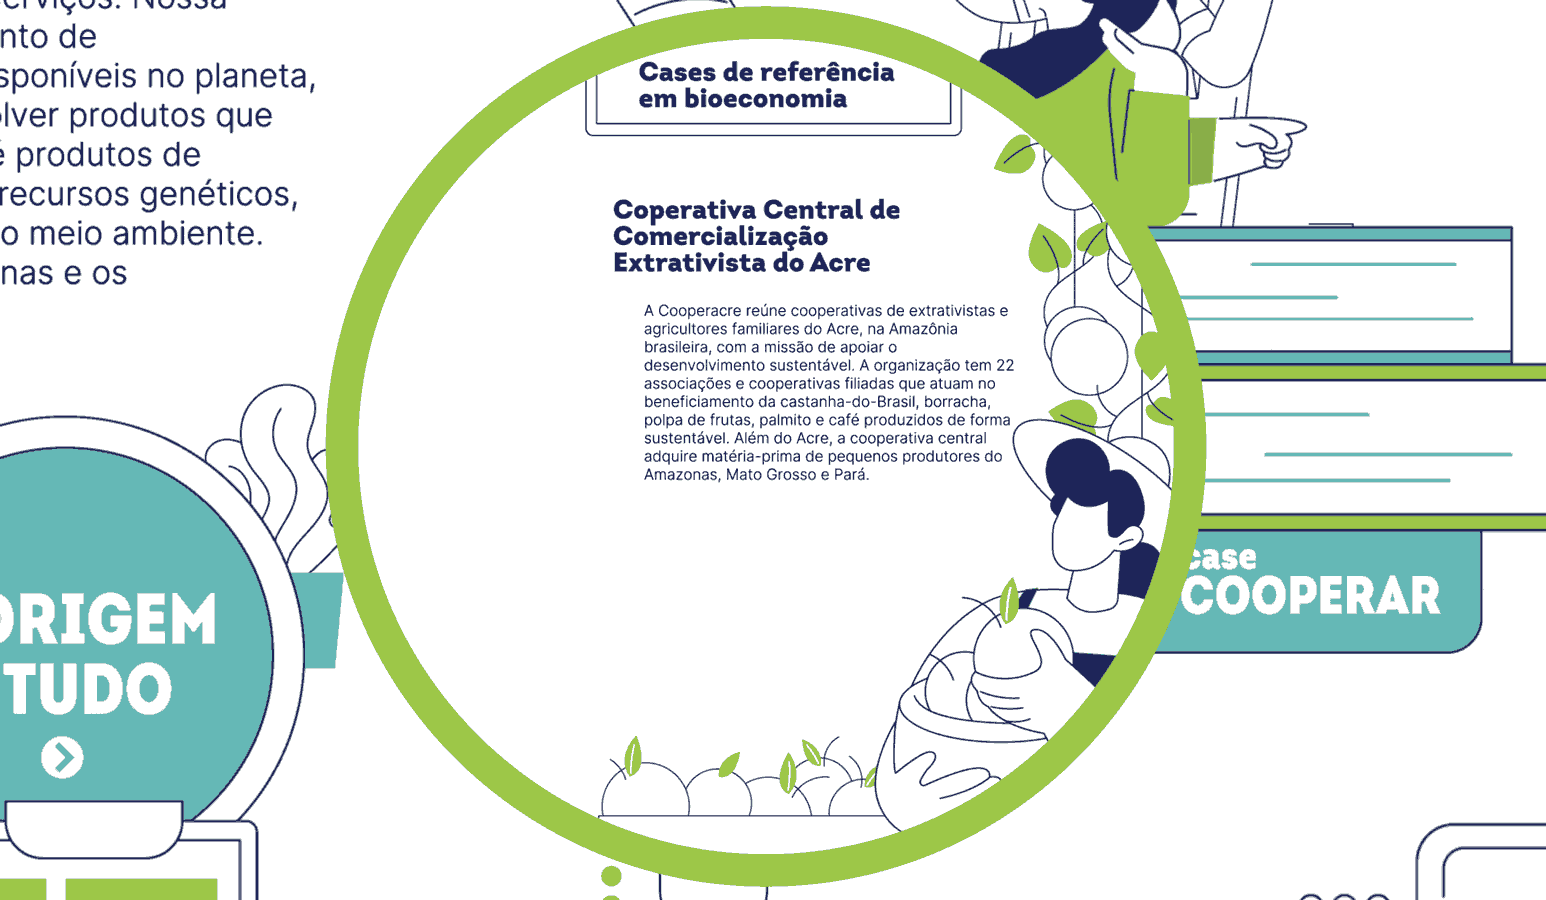 serviços. Nossa
nto de
sponíveis no planeta,
lver produtos que
é produtos de
recursos genéticos,
o meio ambiente.
nas e os
Cases de referência
em bioeconomia
Coperativa Central de
Comercialização
Extrativista do Acre
A Cooperacre reúne cooperativas de extrativistas e
agricultores familiares do Acre, na Amazônia
brasileira, com a missão de apoiar o
desenvolvimento sustentável. A organização tem 22
associações e cooperativas filiadas que atuam no
beneficiamento da castanha-do-Brasil, borracha,
polpa de frutas, palmito e café produzidos de forma
sustentável. Além do Acre, a cooperativa central
adquire matéria-prima de pequenos produtores do
Amazonas, Mato Grosso e Pará.
ORIGEM
TUDO
case
COOPERAR